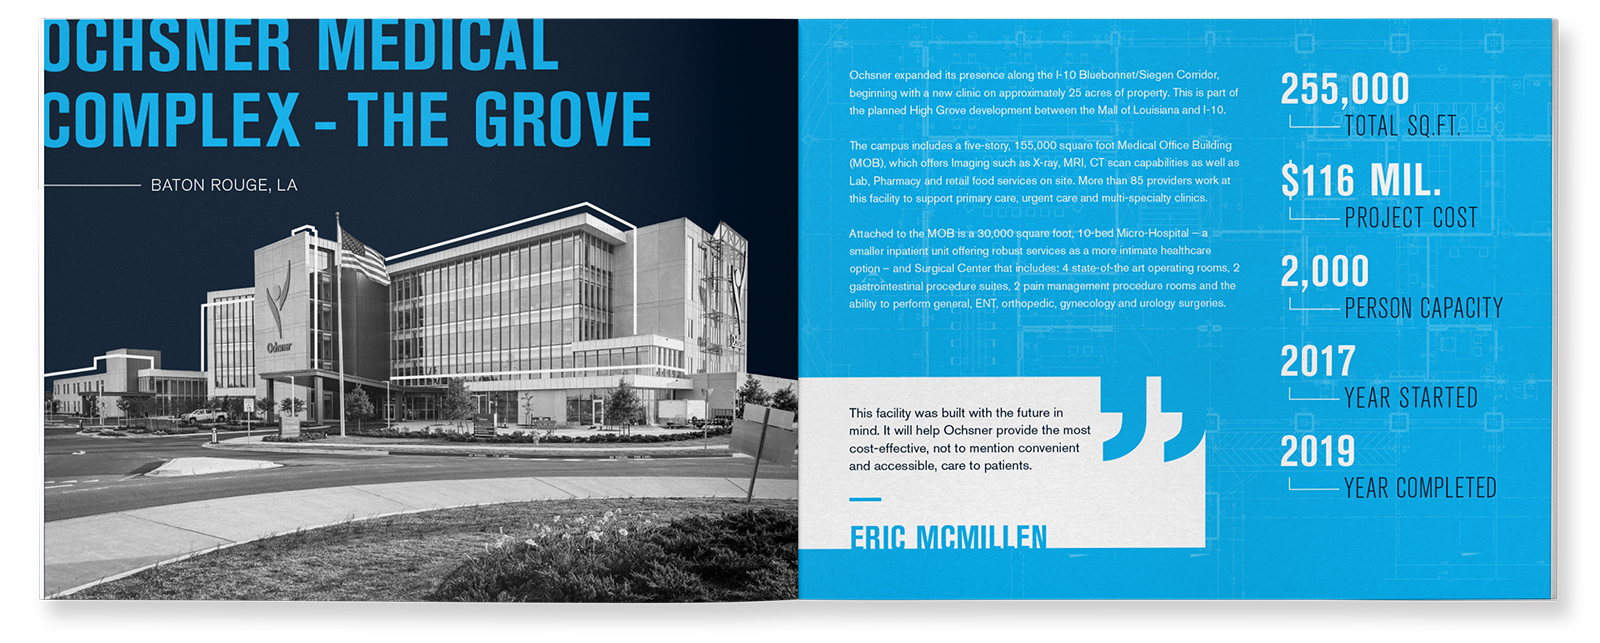 OCHSNER MEDICAL
COMPLEX - THE GROVE
BATON ROUGE, LA
Ochsner
Ochsner expanded its presence along the I-10 Bluebonnet/Siegen Corridor,
beginning with a new clinic on approximately 25 acres of property. This is part of
the planned High Grove development between the Mall of Louisiana and I-10.
The campus includes a five-story, 155,000 square foot Medical Office Building
(MOB), which offers Imaging such as X-ray, MRI, CT scan capabilities as well as
Lab, Pharmacy and retail food services on site. More than 85 providers work at
this facility to support primary care, urgent care and multi-specialty clinics.
Attached to the MOB is a 30,000 square foot, 10-bed Micro-Hospital – a
smaller inpatient unit offering robust services as a more intimate healthcare
option – and Surgical Center that includes: 4 state-of-the art operating rooms, 2
gastrointestinal procedure suites, 2 pain management procedure rooms and the
ability to perform general, ENT, orthopedic, gynecology and urology surgeries.
This facility was built with the future in
mind. It will help Ochsner provide the most
cost-effective, not to mention convenient
and accessible, care to patients.
”
ERIC MCMILLEN
255,000
TOTAL SQ.FT.
$116 MIL.
PROJECT COST
2,000
PERSON CAPACITY
2017
YEAR STARTED
2019
YEAR COMPLETED